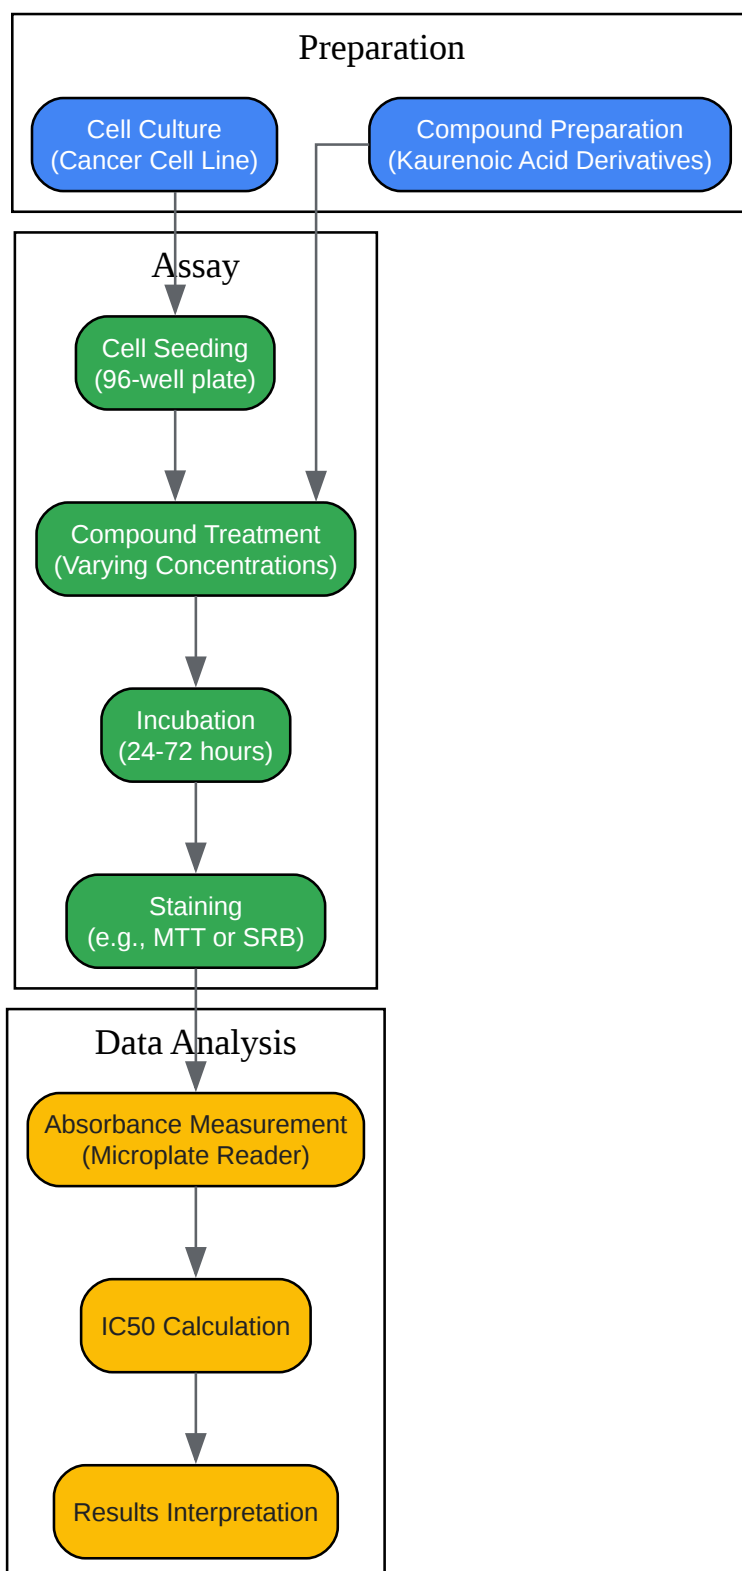 Preparation
Cell Culture
(Cancer Cell Line)
Compound Preparation
(Kaurenoic Acid Derivatives)
Assay
Cell Seeding
(96-well plate)
Compound Treatment
(Varying Concentrations)
Incubation
(24-72 hours)
Staining
(e.g., MTT or SRB)
Data Analysis
Absorbance Measurement
(Microplate Reader)
IC50 Calculation
Results Interpretation